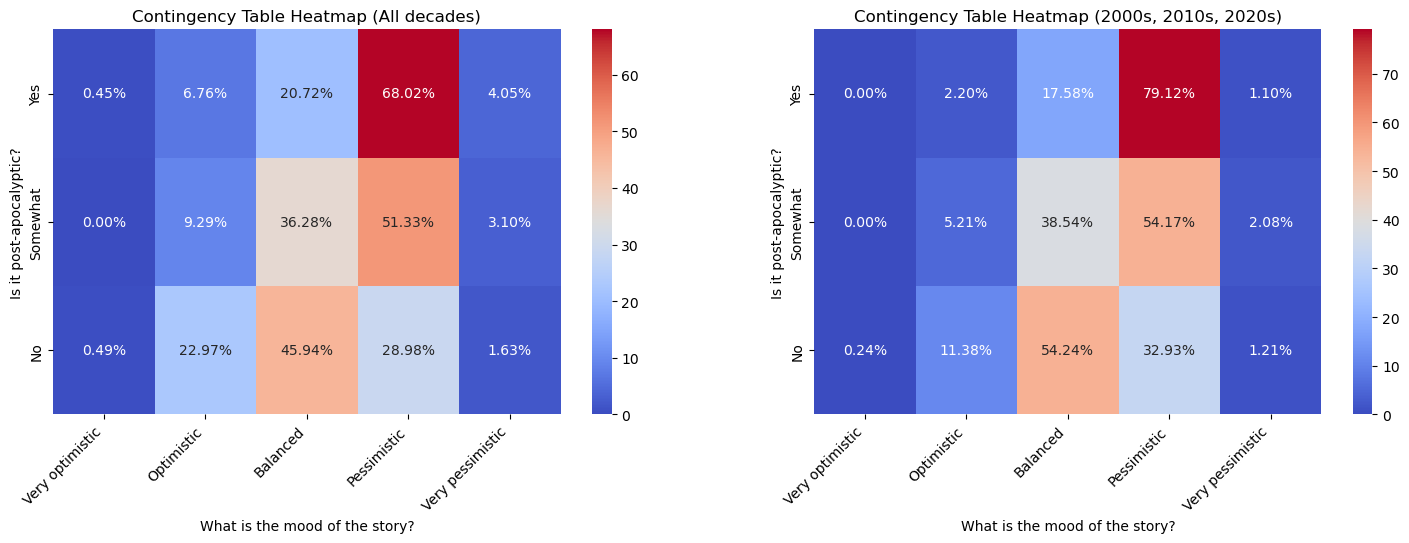 Contingency Table Heatmap (All decades)
Is it post-apocalyptic?
Yes
Somewhat
No
0.45% 6.76% 20.72% 68.02% 4.05%
0.00% 9.29% 36.28% 51.33% 3.10%
0.49% 22.97% 45.94% 28.98% 1.63%
Very optimistic
Optimistic
Balanced
Pessimistic
Very pessimistic
What is the mood of the story?
60
50
40
30
20
10
0
Contingency Table Heatmap (2000s, 2010s, 2020s)
Is it post-apocalyptic?
Yes
Somewhat
No
0.00% 2.20% 17.58% 79.12% 1.10%
0.00% 5.21% 38.54% 54.17% 2.08%
0.24% 11.38% 54.24% 32.93% 1.21%
Very optimistic
Optimistic
Balanced
Pessimistic
Very pessimistic
What is the mood of the story?
70
60
50
40
30
20
10
0